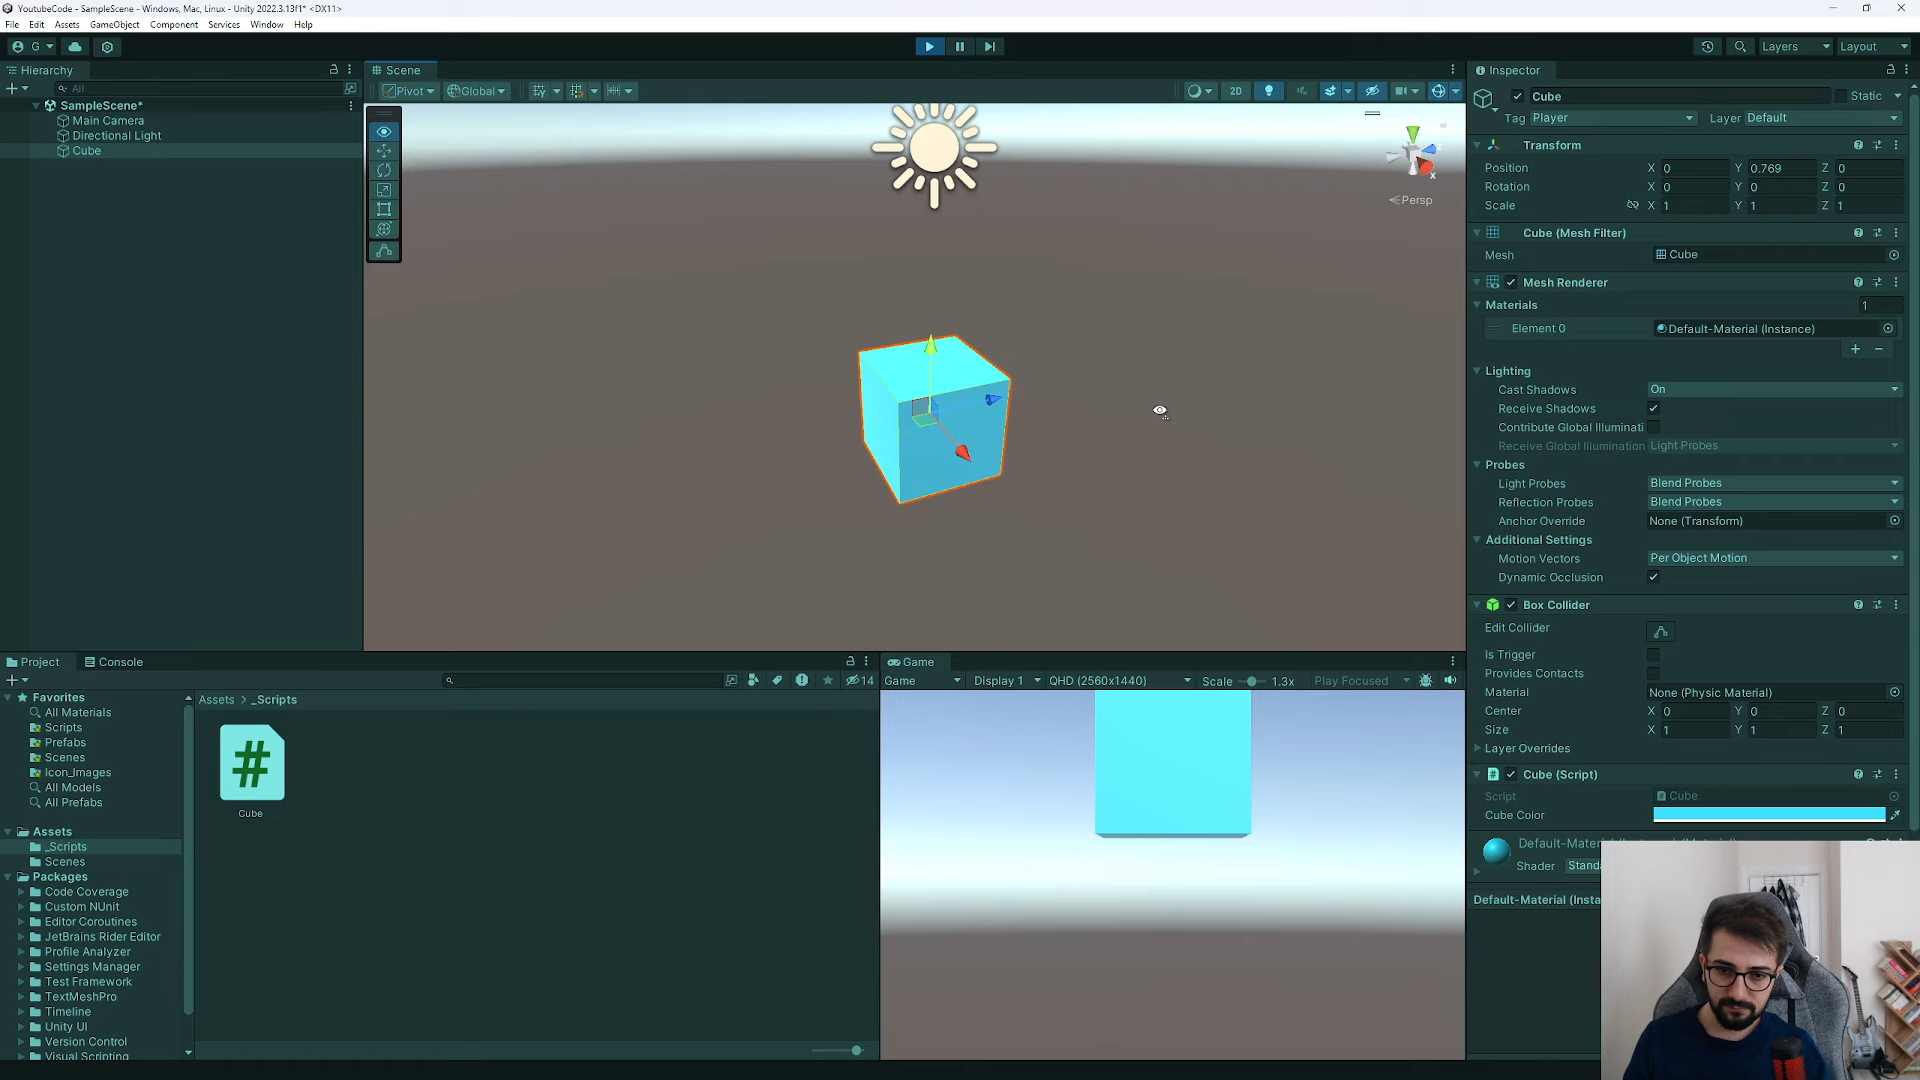 YoutubeCode - SampleScene - Windows, Mac, Linux - Unity 2022.3.13f1* <DX11>
File Edit Assets GameObject Component Services Window Help
G Layers Layout
Hierarchy
All
SampleScene*
Main Camera
Directional Light
Cube
Scene
Pivot Global 2D
Persp
x
Inspector
Cube Static
Tag Player Layer Default
Transform
Position X 0 Y 0.769 Z 0
Rotation X 0 Y 0 Z 0
Scale X 1 Y 1 Z 1
Cube (Mesh Filter)
Mesh Cube
Mesh Renderer
Materials 1
Element 0 Default-Material (Instance)
Lighting
Cast Shadows On
Receive Shadows
Contribute Global Illuminati
Receive Global Illumination Light Probes
Probes
Light Probes Blend Probes
Reflection Probes Blend Probes
Anchor Override None (Transform)
Additional Settings
Motion Vectors Per Object Motion
Dynamic Occlusion
Box Collider
Edit Collider
Is Trigger
Provides Contacts
Material None (Physic Material)
Center X 0 Y 0 Z 0
Size X 1 Y 1 Z 1
Layer Overrides
Cube (Script)
Script Cube
Cube Color
Shader Standa
Default-Material (Insta
Project Console
14
Favorites
All Materials
Scripts
Prefabs
Scenes
Icon_Images
All Models
All Prefabs
Assets
_Scripts
Scenes
Packages
Code Coverage
Custom NUnit
Editor Coroutines
JetBrains Rider Editor
Profile Analyzer
Settings Manager
Test Framework
TextMeshPro
Timeline
Unity UI
Version Control
Visual Scripting
Assets > _Scripts
#
Cube
Game
Game Display 1 QHD (2560x1440) Scale 1.3x Play Focused